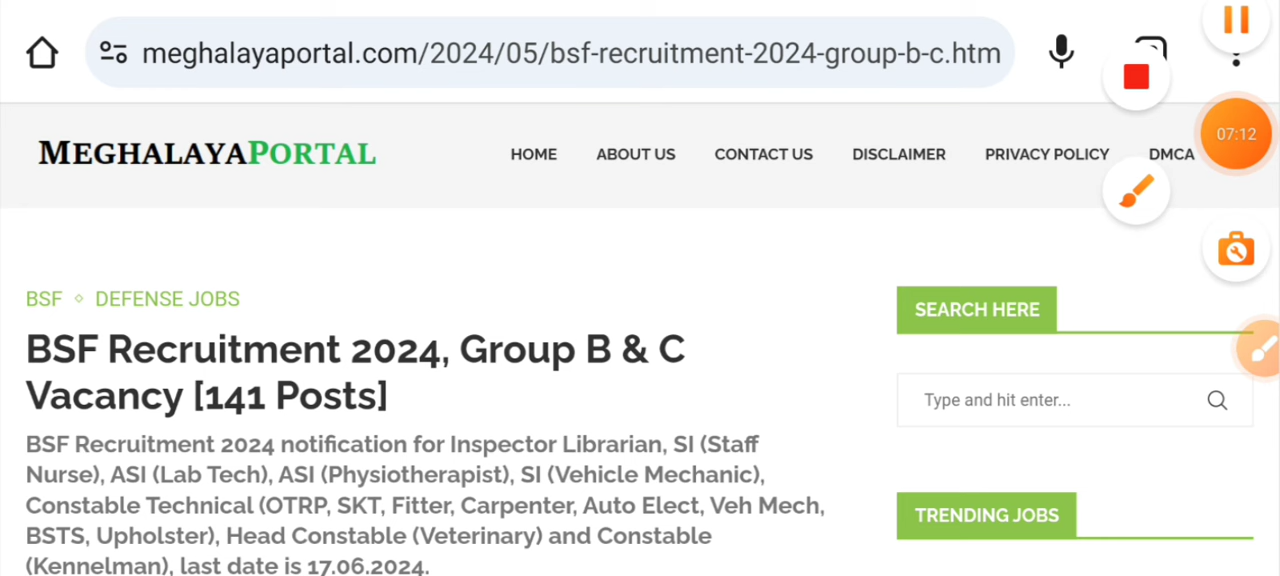 meghalayaportal.com/2024/05/bsf-recruitment-2024-group-b-c.htm
07:12
MEGHALAYAPORTAL
HOME ABOUT US CONTACT US DISCLAIMER PRIVACY POLICY DMCA
BSF DEFENSE JOBS
BSF Recruitment 2024, Group B & C
Vacancy [141 Posts]
BSF Recruitment 2024 notification for Inspector Librarian, SI (Staff
Nurse), ASI (Lab Tech), ASI (Physiotherapist), SI (Vehicle Mechanic),
Constable Technical (OTRP, SKT, Fitter, Carpenter, Auto Elect, Veh Mech,
BSTS, Upholster), Head Constable (Veterinary) and Constable
(Kennelman), last date is 17.06.2024.
SEARCH HERE
Type and hit enter...
TRENDING JOBS